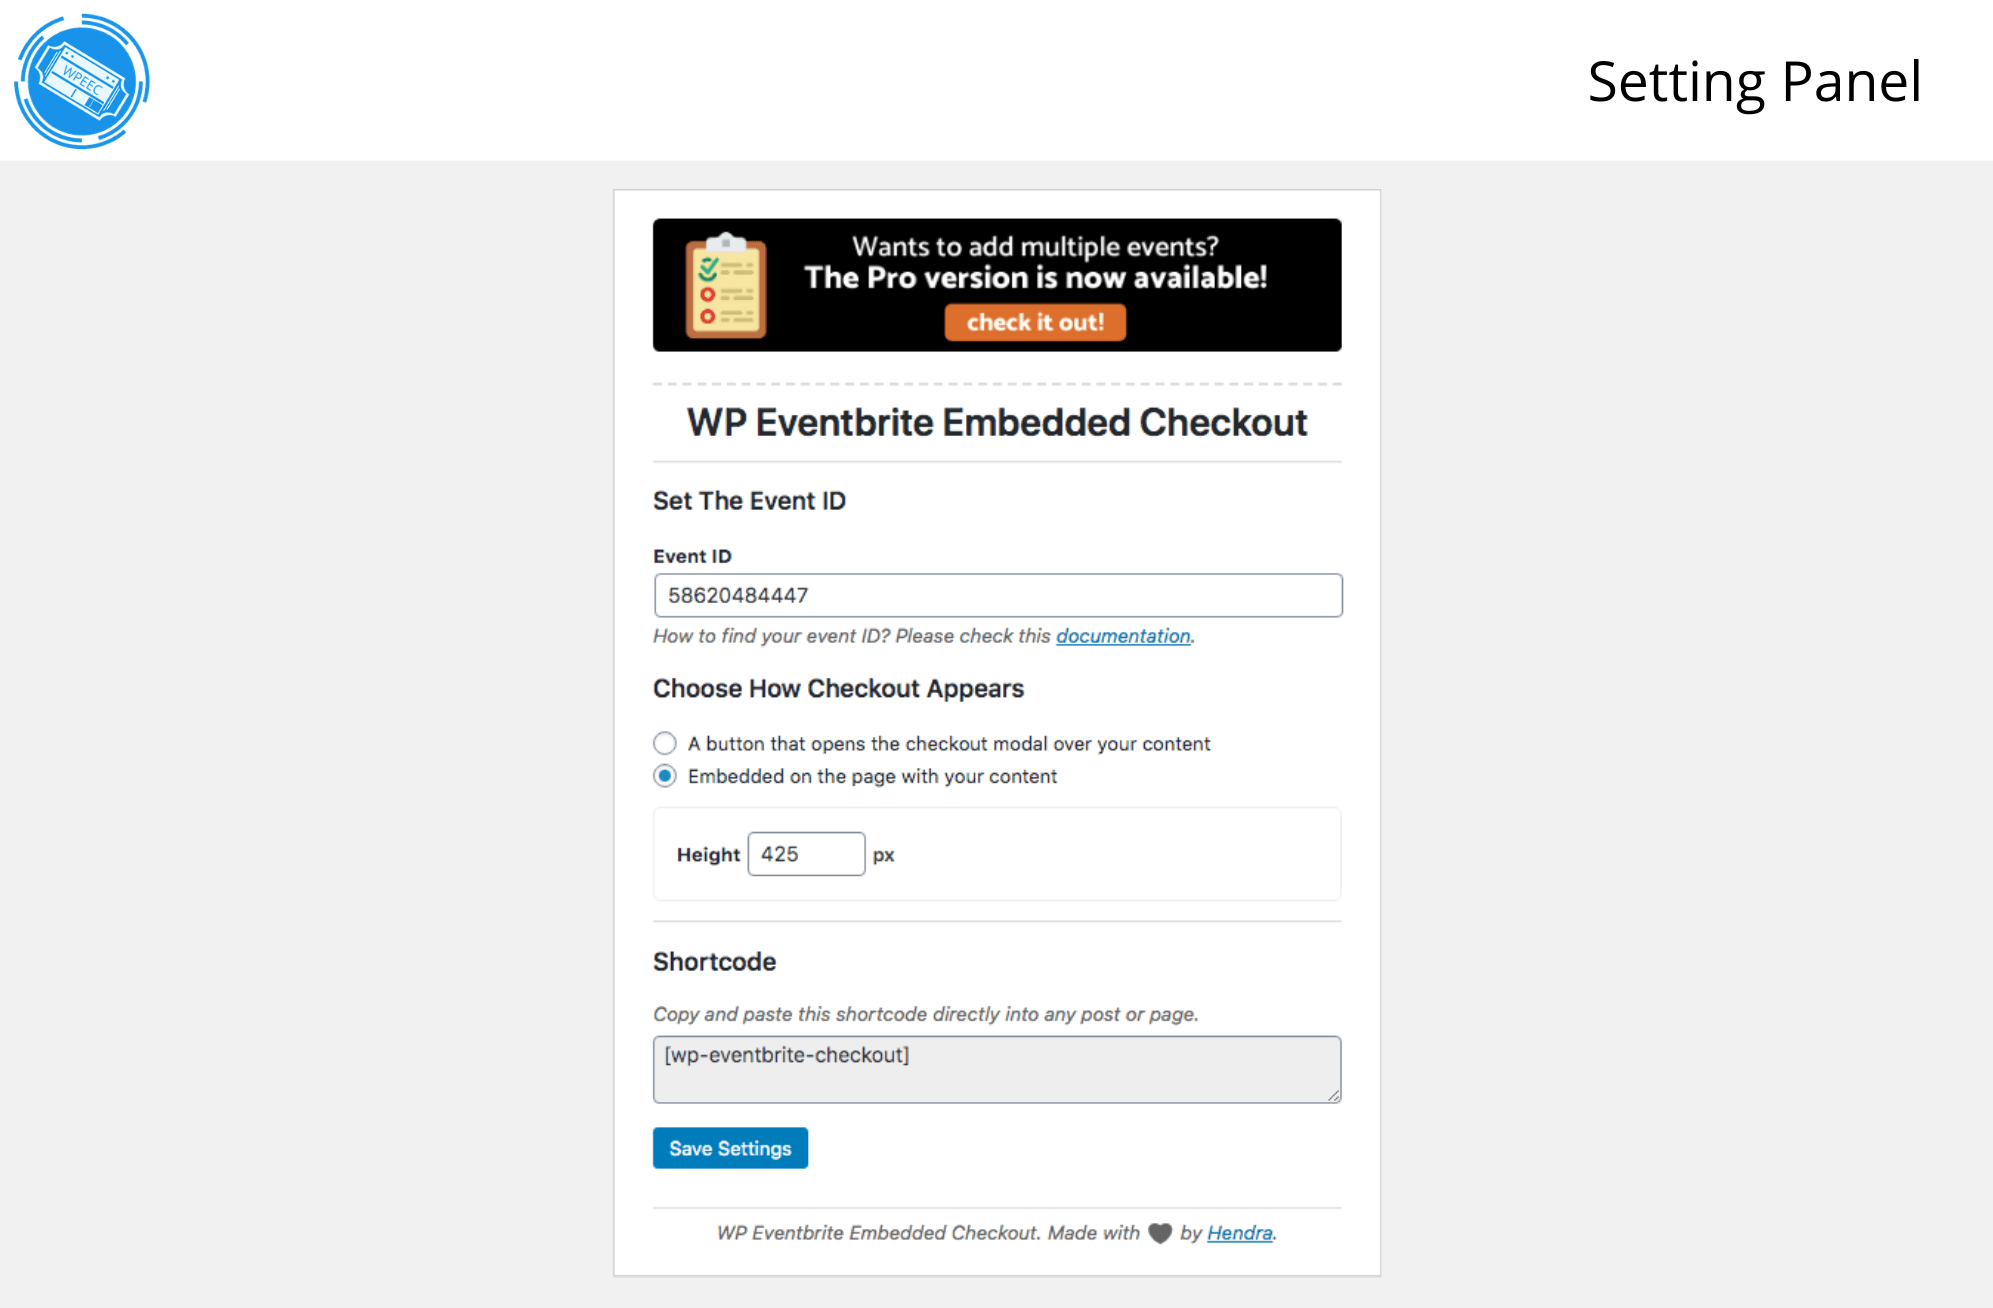 WPEEC
Setting Panel
Wants to add multiple events?
The Pro version is now available!
check it out!
WP Eventbrite Embedded Checkout
Set The Event ID
Event ID
58620484447
How to find your event ID? Please check this documentation.
Choose How Checkout Appears
A button that opens the checkout modal over your content
Embedded on the page with your content
Height 425 px
Shortcode
Copy and paste this shortcode directly into any post or page.
[wp-eventbrite-checkout]
Save Settings
WP Eventbrite Embedded Checkout. Made with by Hendra.